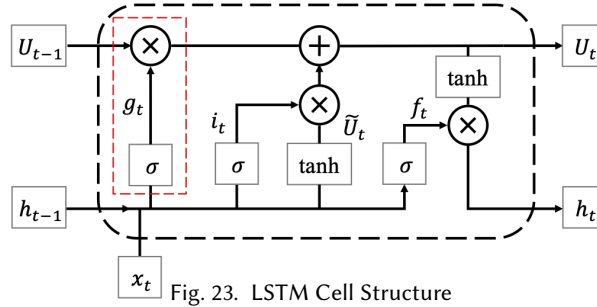 U_{t-1} × + U_t
tanh
g_t i_t × Ũ_t f_t ×
σ σ tanh σ
h_{t-1} h_t
x_t
Fig. 23. LSTM Cell Structure